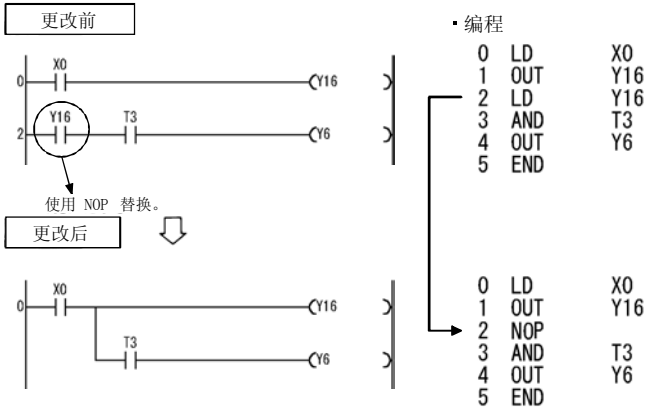 更改前
▪ 编程
X0
0
Y16
Y16
T3
2
Y6
0 LD X0
1 OUT Y16
2 LD Y16
3 AND T3
4 OUT Y6
5 END
使用 NOP 替换。
更改后
X0
0
Y16
T3
Y6
0 LD X0
1 OUT Y16
2 NOP
3 AND T3
4 OUT Y6
5 END